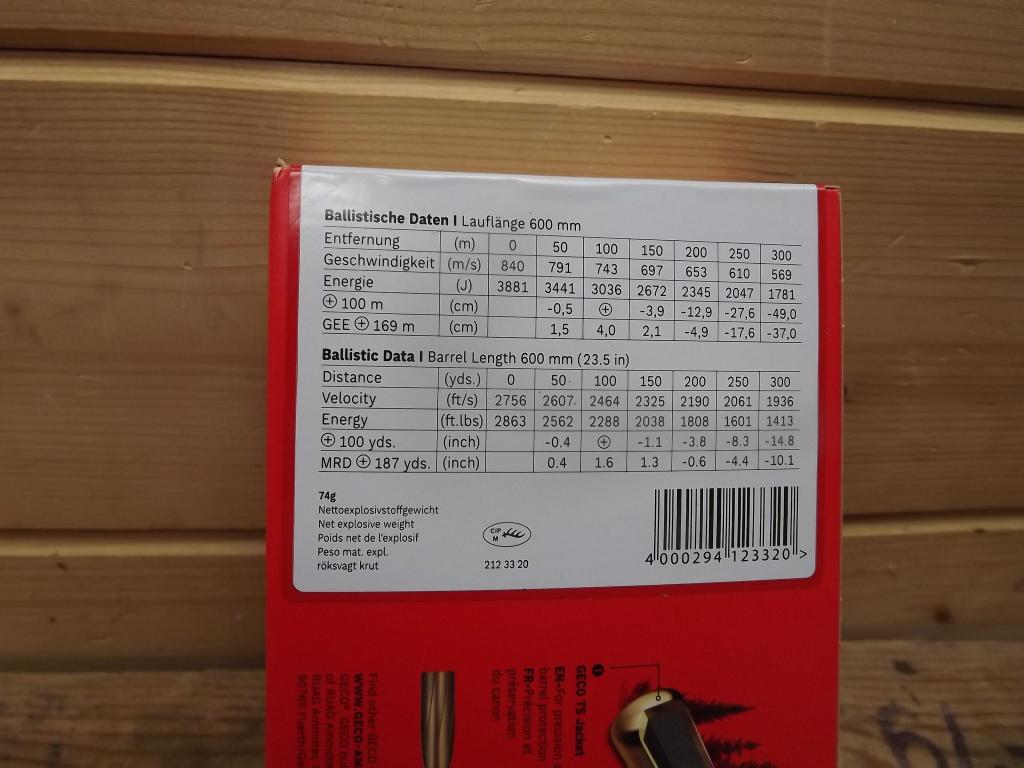 Ballistische Daten I Lauflänge 600 mm
Entfernung (m) 0 50 100 150 200 250 300
Geschwindigkeit (m/s) 840 791 743 697 653 610 569
Energie (J) 3881 3441 3036 2672 2345 2047 1781
⊕ 100 m (cm) -0,5 ⊕ -3,9 -12,9 -27,6 -49,0
GEE ⊕ 169 m (cm) 1,5 4,0 2,1 -4,9 -17,6 -37,0
Ballistic Data I Barrel Length 600 mm (23.5 in)
Distance (yds.) 0 50 100 150 200 250 300
Velocity (ft/s) 2756 2607 2464 2325 2190 2061 1936
Energy (ft.lbs) 2863 2562 2288 2038 1808 1601 1413
⊕ 100 yds. (inch) -0.4 ⊕ -1.1 -3.8 -8.3 -14.8
MRD ⊕ 187 yds. (inch) 0.4 1.6 1.3 -0.6 -4.4 -10.1
74g
Nettoexplosivstoffgewicht
Net explosive weight
Poids net de l'explosif
Peso mat. expl.
röksvagt krut
CIP
M
212 33 20
4 000294 123320 >
1 GECO TS Jacket
EN-For precision
barrel protection
FR-Précision et
préservation
du canon
Find other GECO
WWW.GECO-AM
GECO®, GECO bul
of RUAG Ammote
RUAG Ammotec
90765 Fuerth/Ge